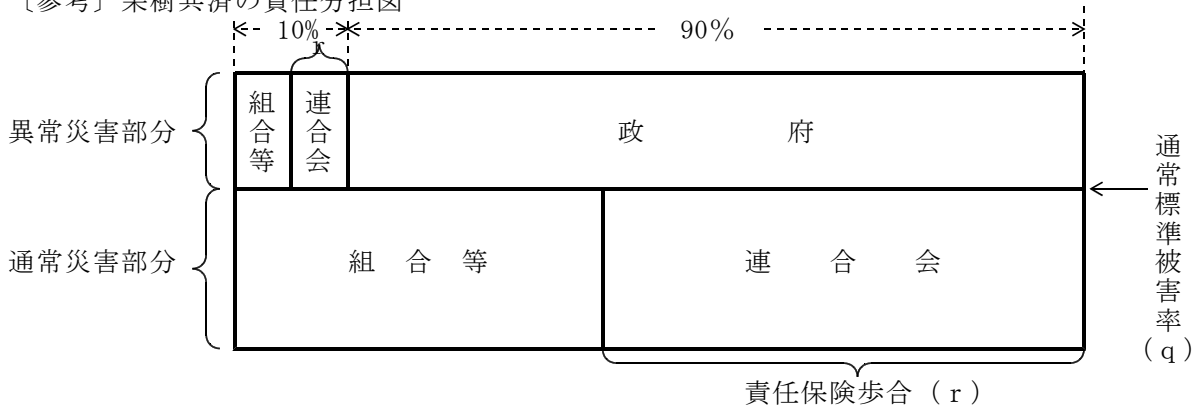 〔参考〕果樹共済の責任分担図
10%
90%
r
異常災害部分
組合等
連合会
政府
通常標準被害率(q)
通常災害部分
組合等
連合会
責任保険歩合(r)